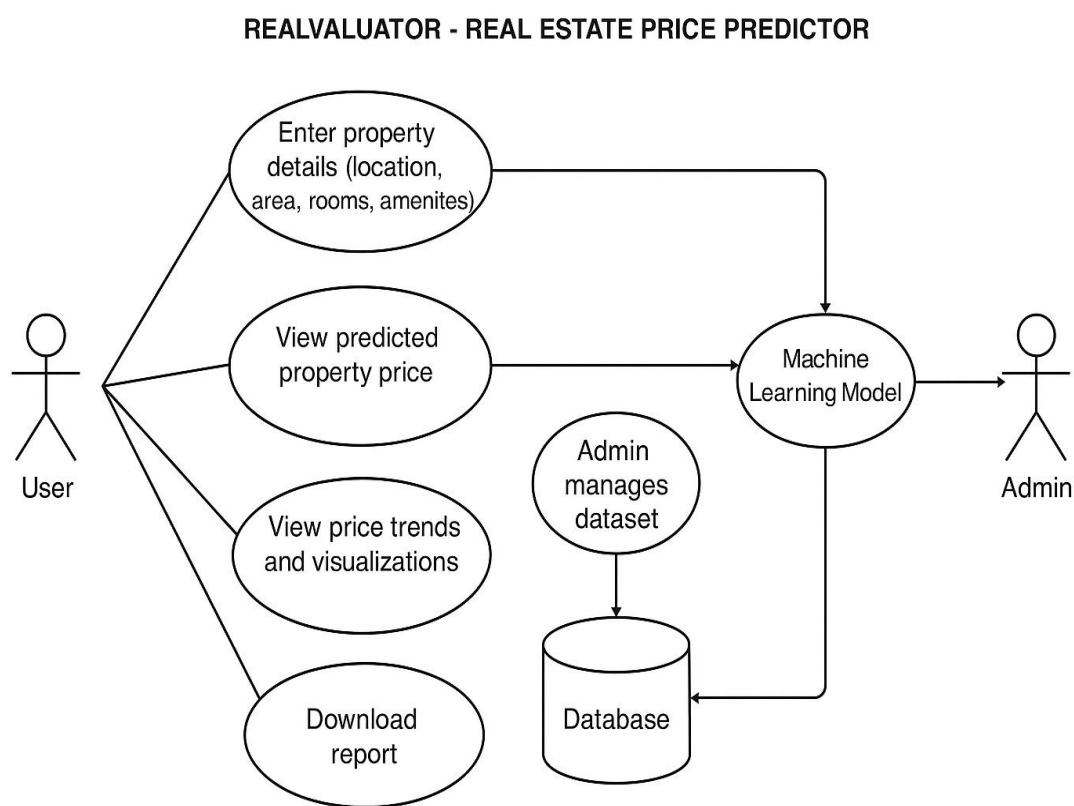 REALVALUATOR - REAL ESTATE PRICE PREDICTOR
Enter property
details (location,
area, rooms, amenites)
View predicted
property price
Machine
Learning Model
Admin
manages
dataset
User
Admin
View price trends
and visualizations
Download
report
Database